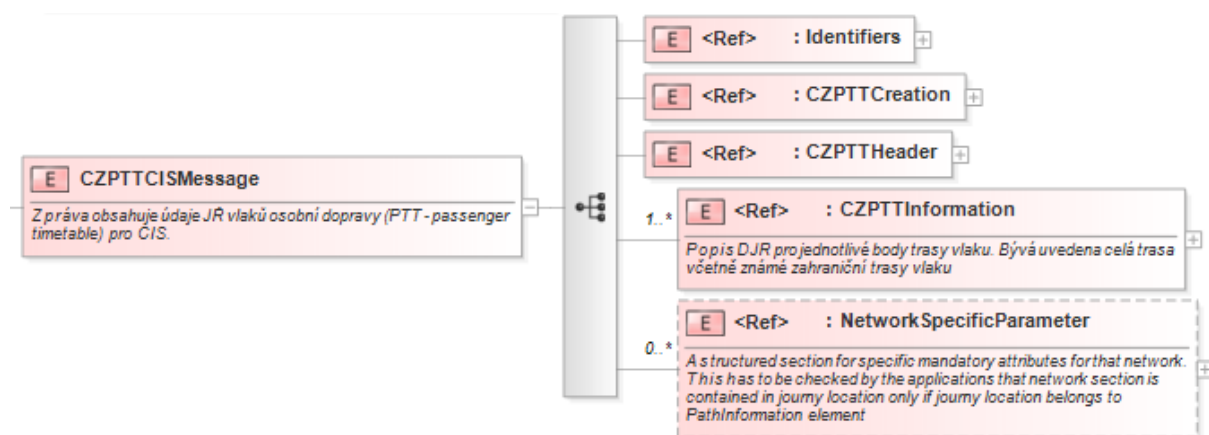 E <Ref> : Identifiers
E <Ref> : CZPTTCreation
E <Ref> : CZPTTHeader
E CZPTTCISMessage
Zpráva obsahuje údaje JŘ vlaků osobní dopravy (PTT - passenger
timetable) pro CIS.
1..* E <Ref> : CZPTTInformation
Popis DJR pro jednotlivé body trasy vlaku. Bývá uvedena celá trasa
včetně známé zahraniční trasy vlaku
0..* E <Ref> : NetworkSpecificParameter
A structured section for specific mandatory attributes for that network.
This has to be checked by the applications that network section is
contained in journy location only if journy location belongs to
PathInformation element